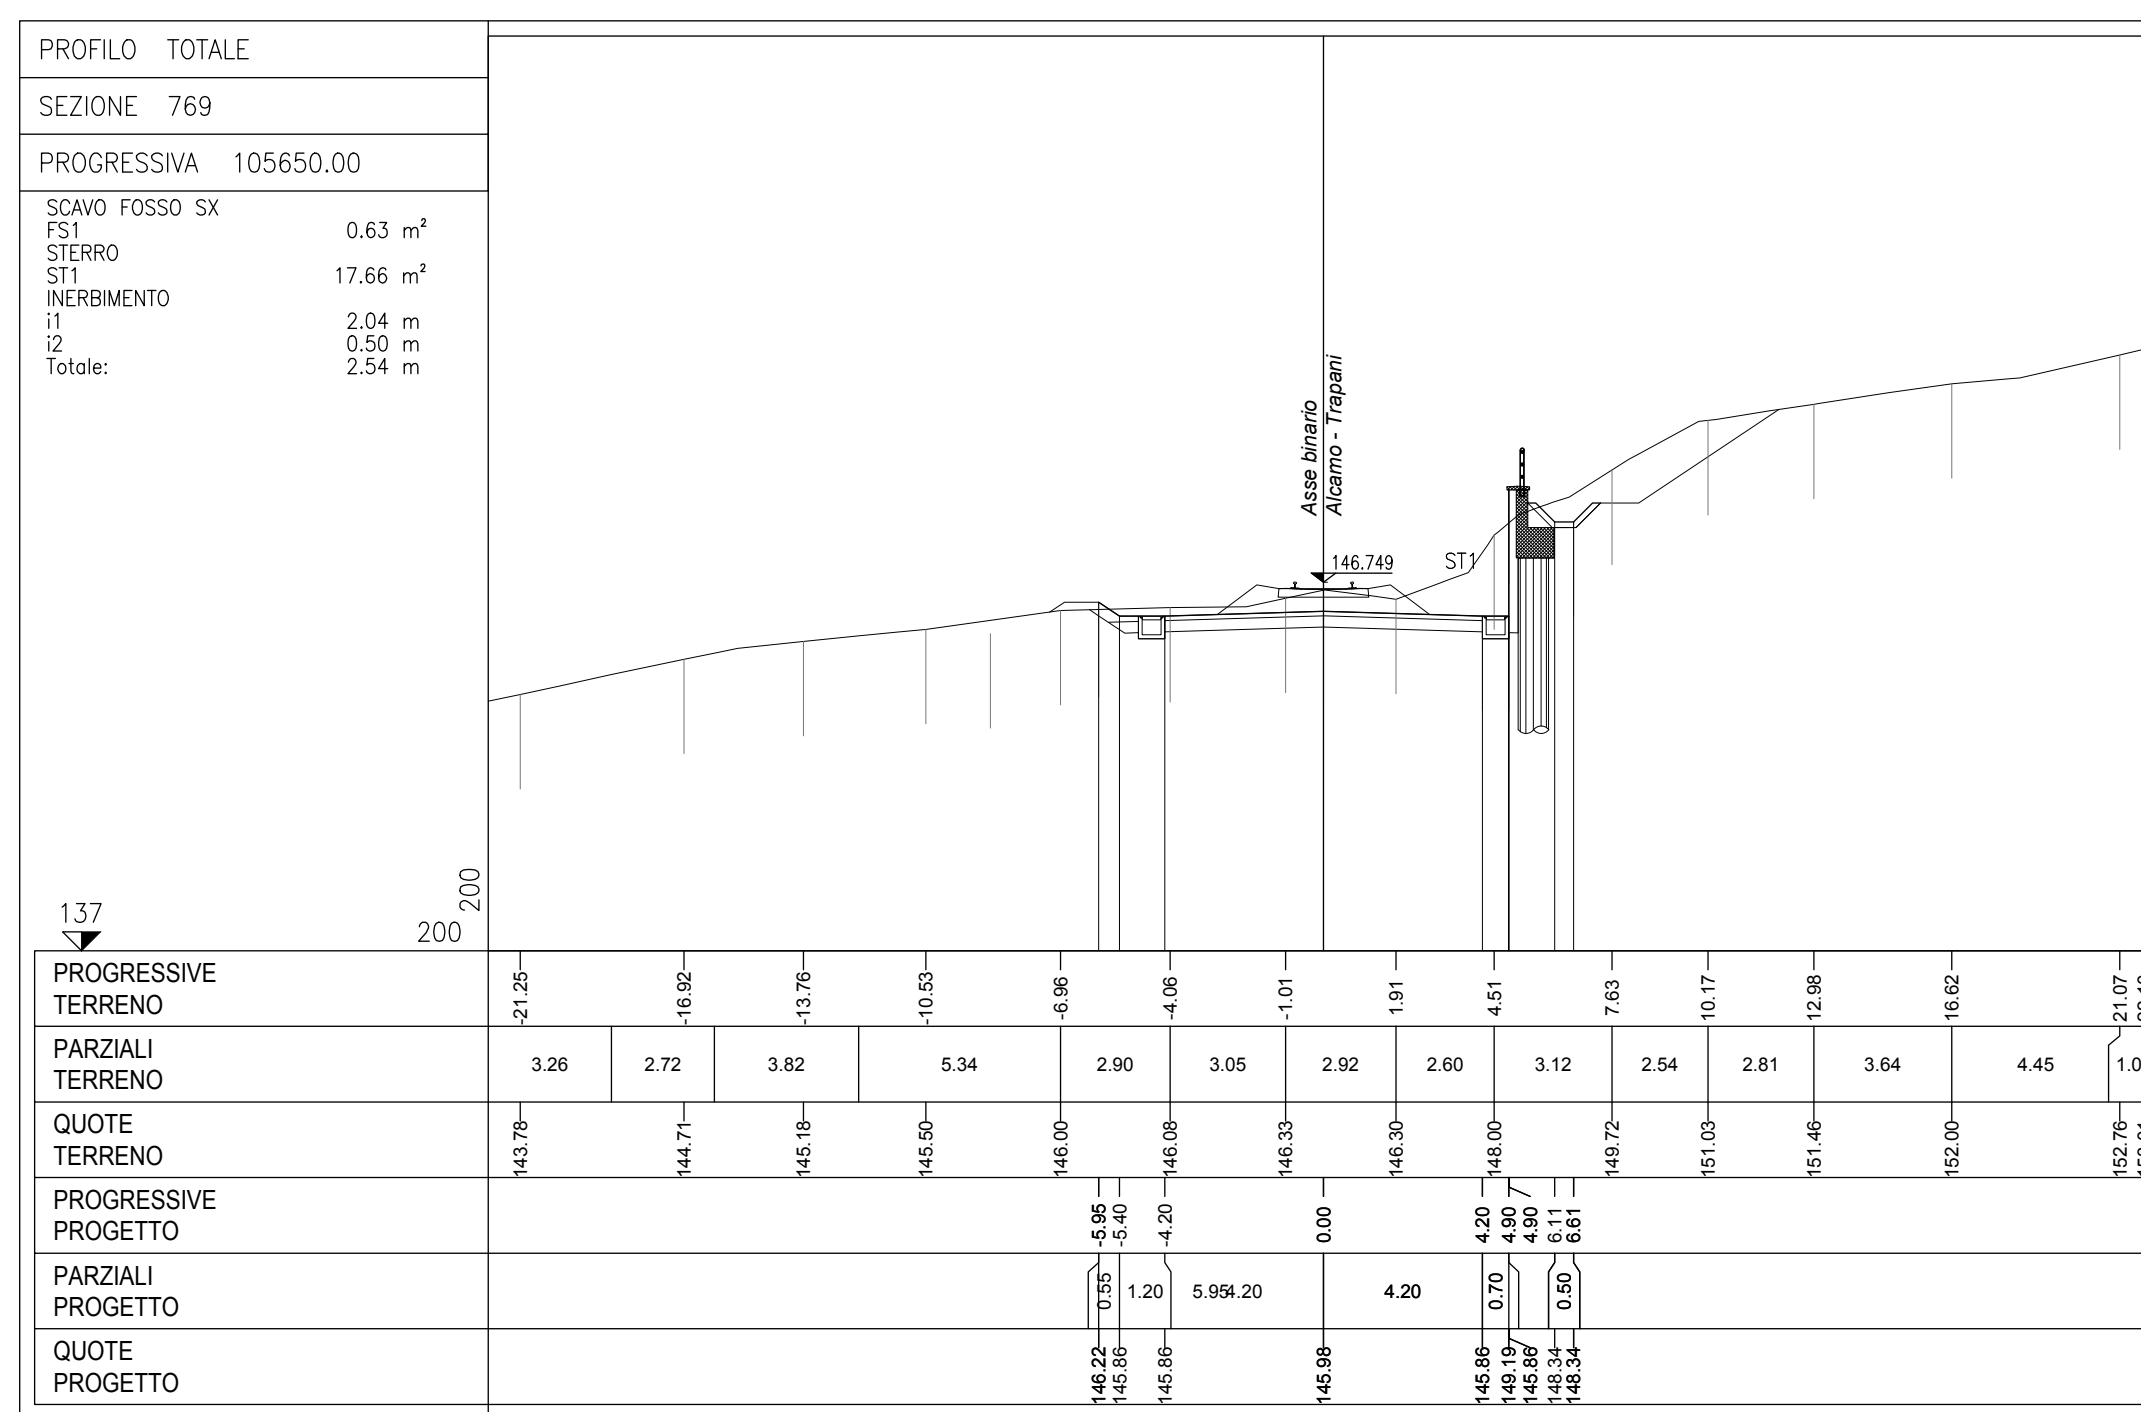 PROFILO TOTALE
SEZIONE 769
PROGRESSIVA 105650.00
SCAVO FOSSO SX
FS1 0.63 m²
STERRO
ST1 17.66 m²
INERBIMENTO
i1 2.04 m
i2 0.50 m
Totale: 2.54 m
Asse binario
Alcamo - Trapani
146.749
ST1
137
200
200
PROGRESSIVE
TERRENO
-21.25 -16.92 -13.76 -10.53 -6.96 -4.06 -1.01 1.91 4.51 7.63 10.17 12.98 16.62 21.07
PARZIALI
TERRENO
3.26 2.72 3.82 5.34 2.90 3.05 2.92 2.60 3.12 2.54 2.81 3.64 4.45 1.0
QUOTE
TERRENO
143.78 144.71 145.18 145.50 146.00 146.08 146.33 146.30 148.00 149.72 151.03 151.46 152.00 152.76
PROGRESSIVE
PROGETTO
-5.95 -5.40 -4.20 0.00 4.20 4.90 4.90 6.11 6.61
PARZIALI
PROGETTO
0.55 1.20 5.95 4.20 4.20 0.70 0.50
QUOTE
PROGETTO
146.22 145.86 145.86 145.98 145.86 149.19 145.86 148.34 148.34